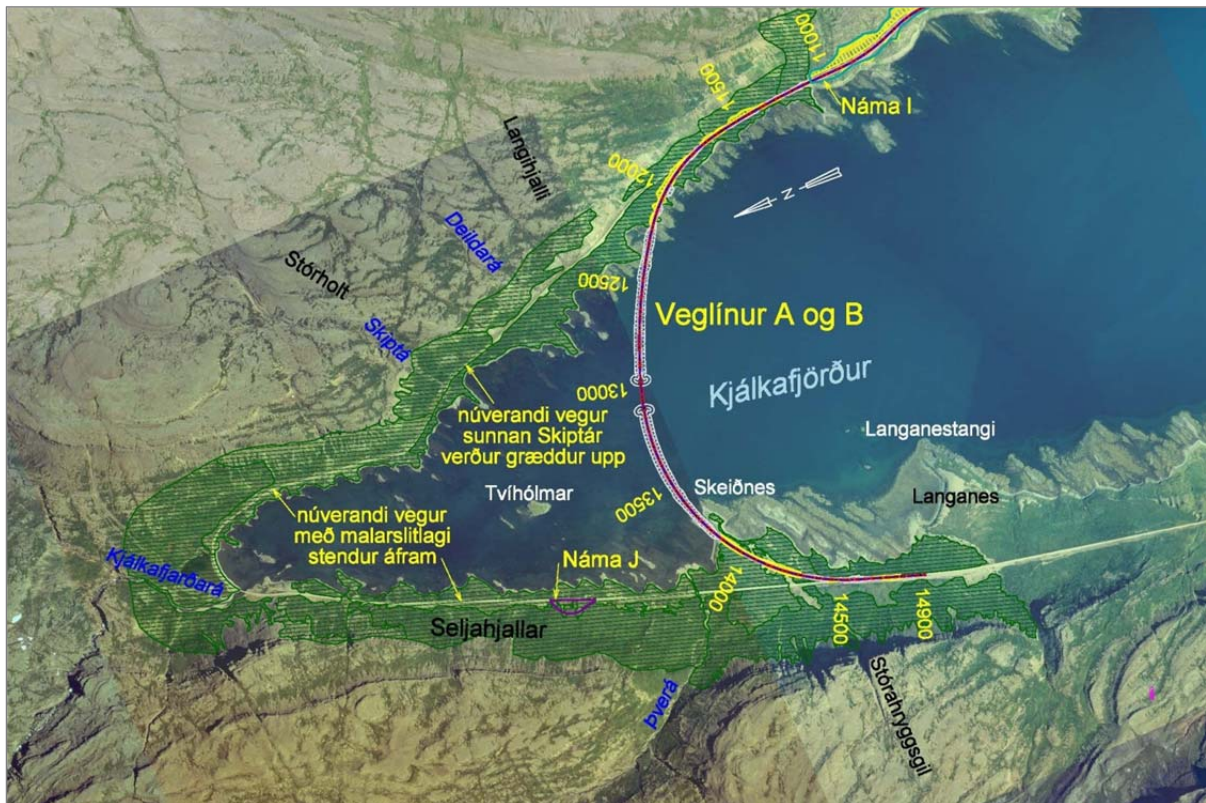 11000
Náma I
11500
Langihjalli
12000
Deildará
Stórholt
12500
N
Veglínur A og B
Skiptá
13000
Kjálkafjörður
núverandi vegur
sunnan Skiptár
verður græddur upp
Langanestangi
Tvíhólmar
Skeiðnes
13500
Langanes
núverandi vegur
með malarslitlagi
stendur áfram
Kjálkafjarðará
Náma J
14000
14500
14900
Seljahjallar
Þverá
Stórahryggsgil